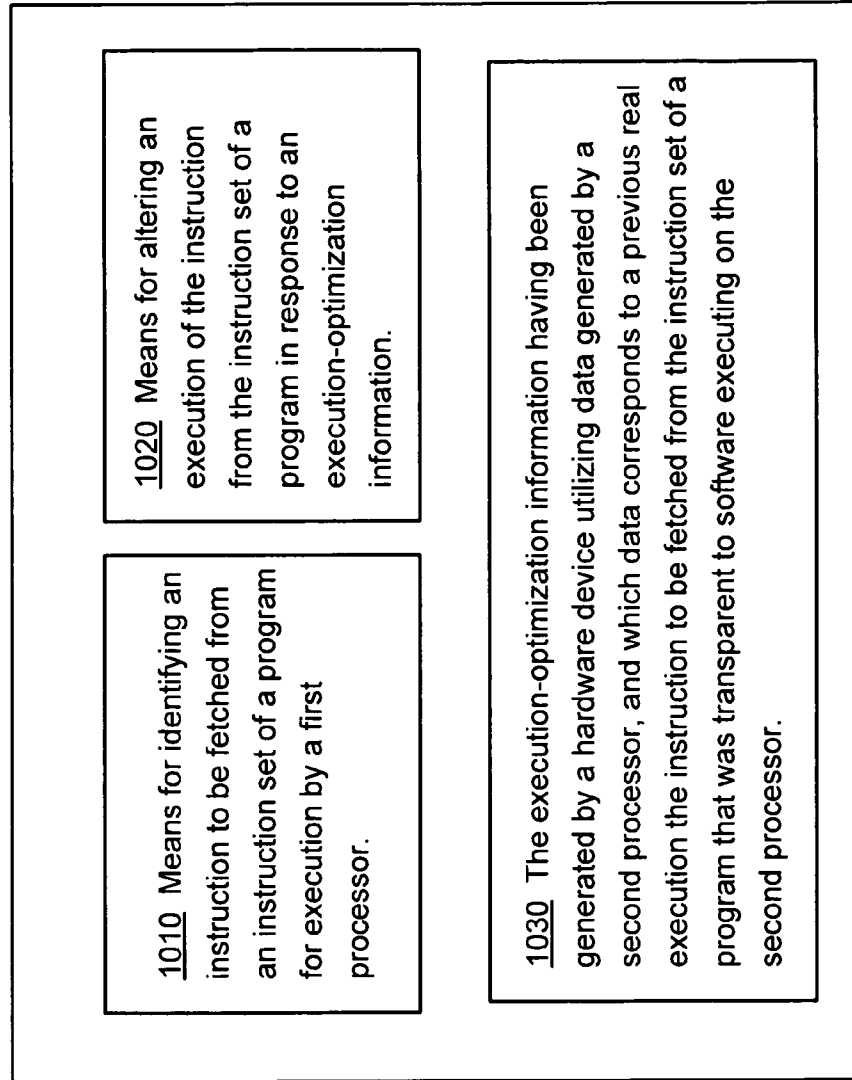 1010 Means for identifying an
instruction to be fetched from
an instruction set of a program
for execution by a first
processor.
1020 Means for altering an
execution of the instruction
from the instruction set of a
program in response to an
execution-optimization
information.
1030 The execution-optimization information having been
generated by a hardware device utilizing data generated by a
second processor, and which data corresponds to a previous real
execution the instruction to be fetched from the instruction set of a
program that was transparent to software executing on the
second processor.